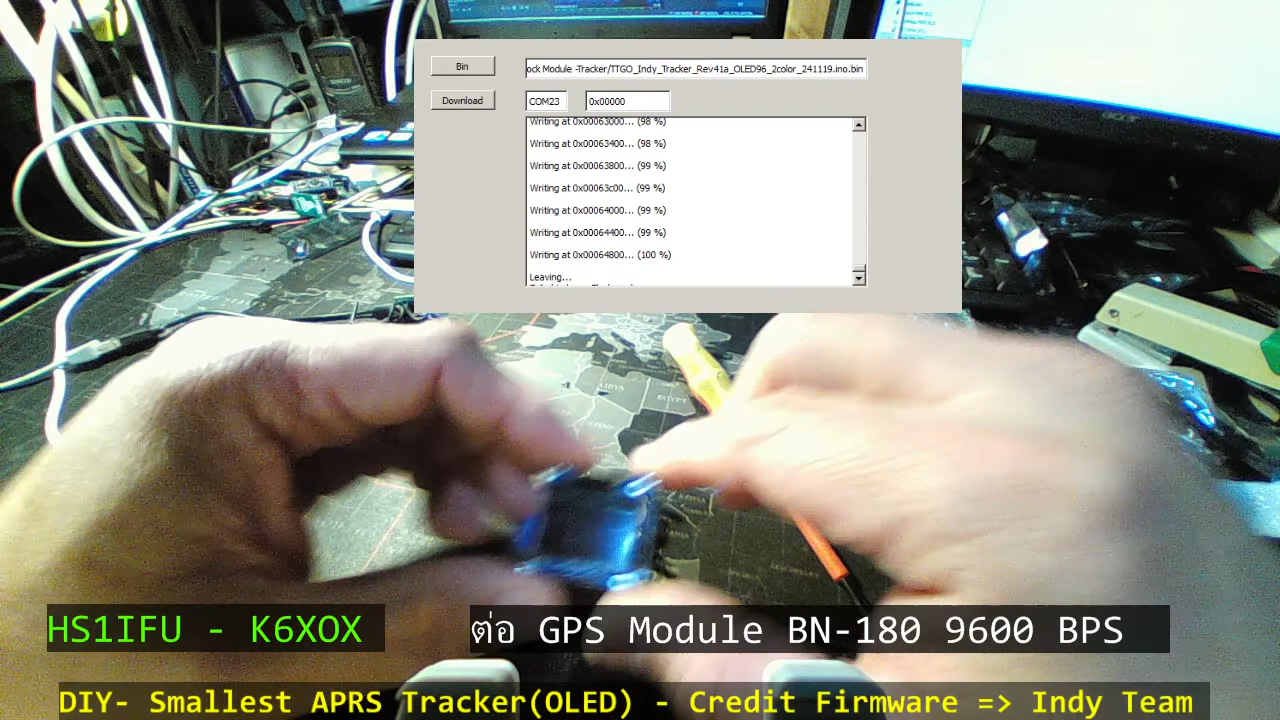 Bin
ock Module -Tracker/TTGO_Indy_Tracker_Rev41a_OLED96_2color_241119.ino.bin
Download
COM23
0x00000
Writing at 0x00063000... (98 %)
Writing at 0x00063400... (98 %)
Writing at 0x00063800... (99 %)
Writing at 0x00063c00... (99 %)
Writing at 0x00064000... (99 %)
Writing at 0x00064400... (99 %)
Writing at 0x00064800... (100 %)
Leaving...
acer
LIBYA
EGYPT
HS1IFU - K6XOX
ต่อ GPS Module BN-180 9600 BPS
DIY- Smallest APRS Tracker(OLED) - Credit Firmware => Indy Team